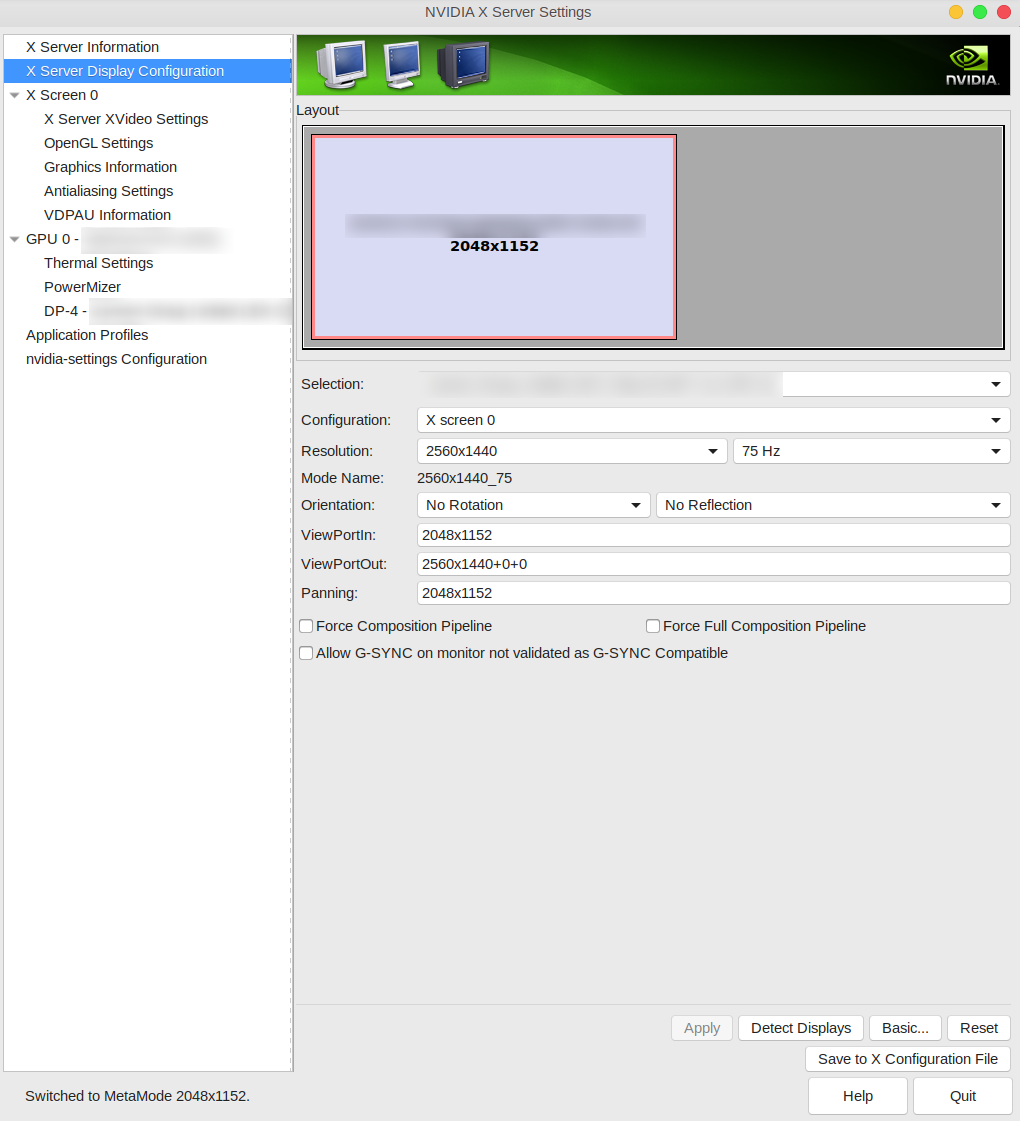 NVIDIA X Server Settings
X Server Information
X Server Display Configuration
X Screen 0
X Server XVideo Settings
OpenGL Settings
Graphics Information
Antialiasing Settings
VDPAU Information
GPU 0 -
Thermal Settings
PowerMizer
DP-4 -
Application Profiles
nvidia-settings Configuration
NVIDIA.
Layout
2048x1152
Selection:
Configuration: X screen 0
Resolution: 2560x1440 75 Hz
Mode Name: 2560x1440_75
Orientation: No Rotation No Reflection
ViewPortIn: 2048x1152
ViewPortOut: 2560x1440+0+0
Panning: 2048x1152
Force Composition Pipeline Force Full Composition Pipeline
Allow G-SYNC on monitor not validated as G-SYNC Compatible
Apply Detect Displays Basic... Reset
Save to X Configuration File
Switched to MetaMode 2048x1152. Help Quit